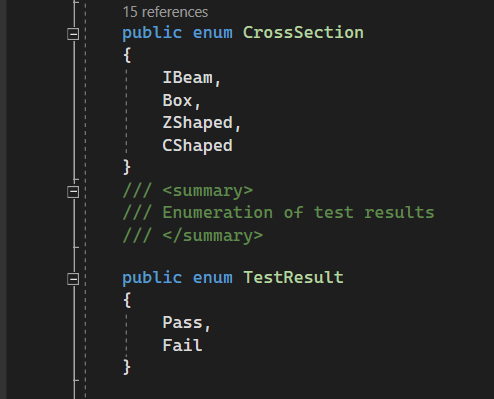 15 references
public enum CrossSection
{
IBeam,
Box,
ZShaped,
CShaped
}
/// <summary>
/// Enumeration of test results
/// </summary>
public enum TestResult
{
Pass,
Fail
}